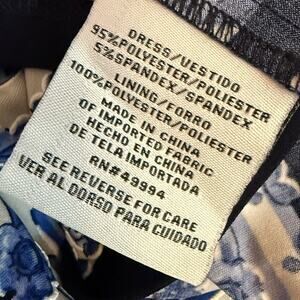 DRESS/VESTIDO
95%POLYESTER/POLIESTER
5%SPANDEX/SPANDEX
LINING/FORRO
100%POLYESTER/POLIESTER
MADE IN CHINA
OF IMPORTED FABRIC
HECHO EN CHINA
DE TELA IMPORTADA
RN#49994
SEE REVERSE FOR CARE
VER AL DORSO PARA CUIDADO